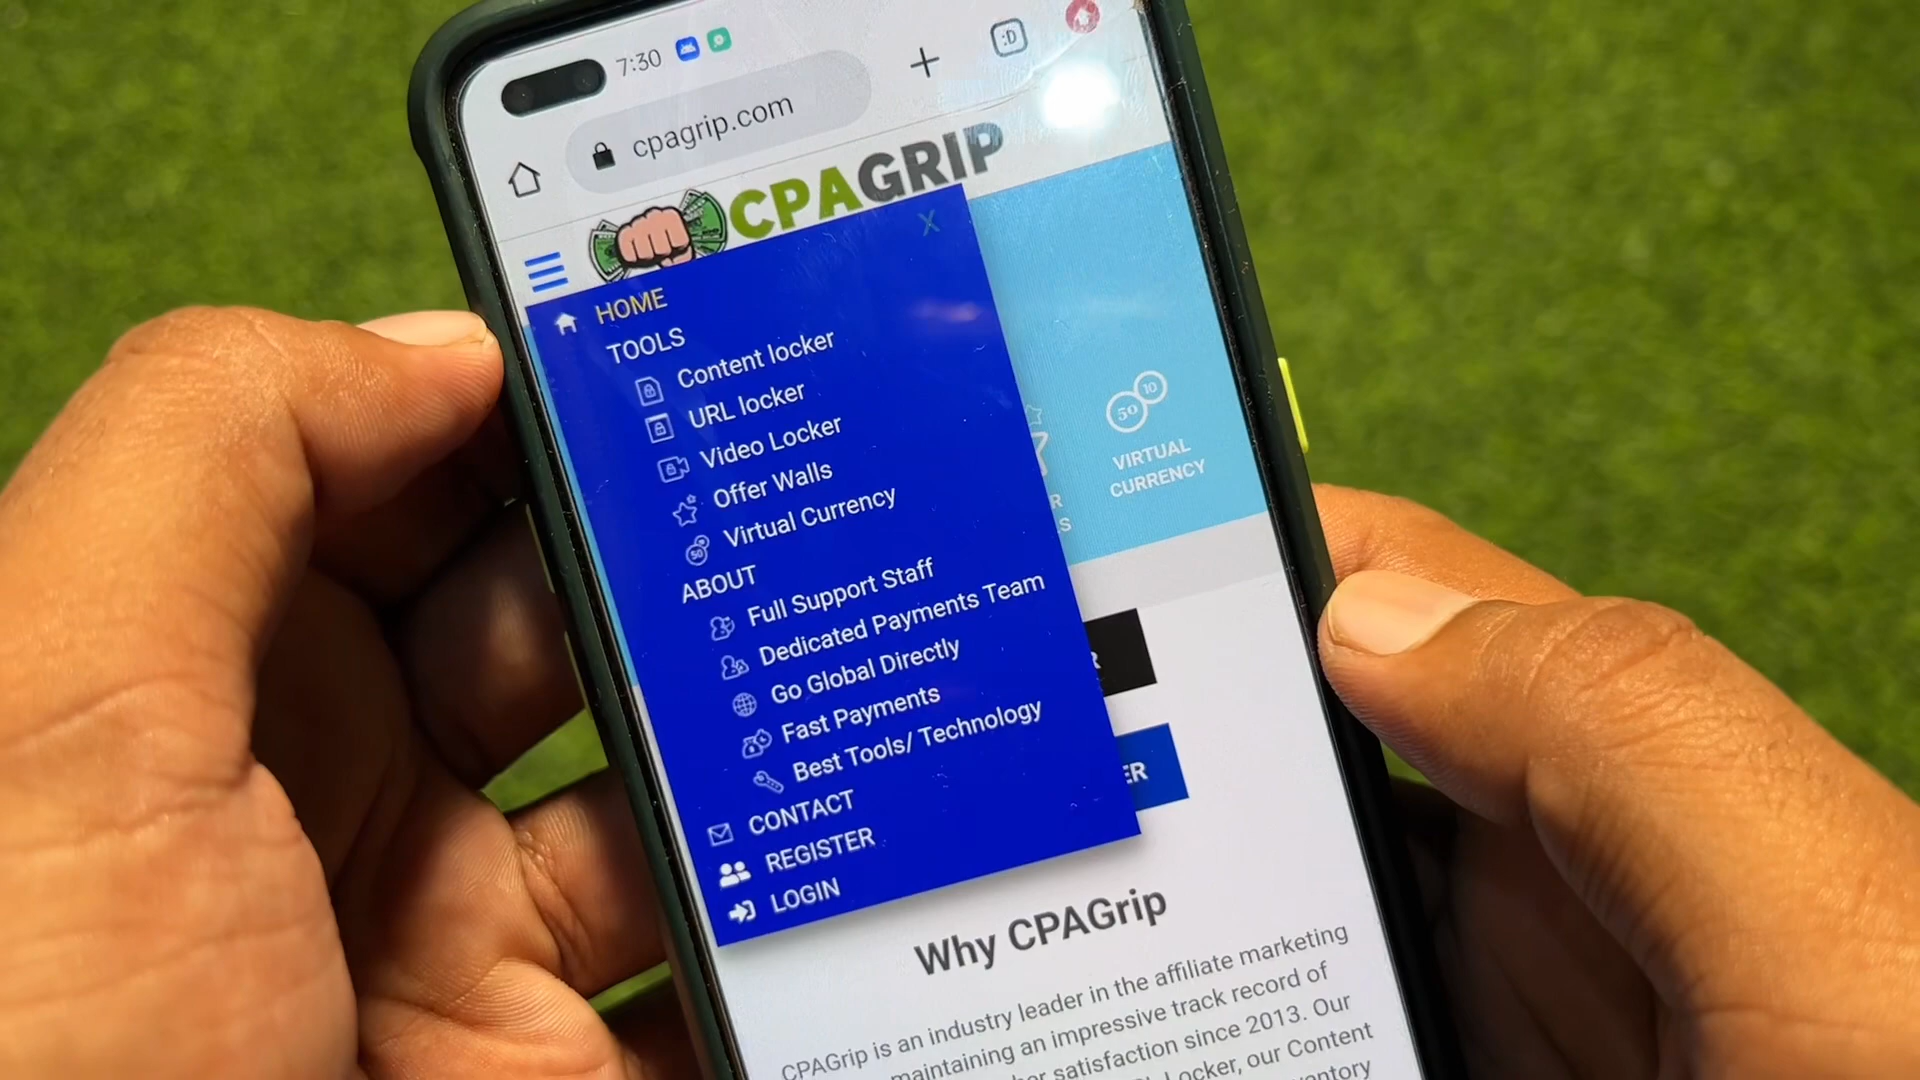 7:30
:D
cpagrip.com
CPAGRIP
X
HOME
TOOLS
Content locker
URL locker
Video Locker
Offer Walls
Virtual Currency
ABOUT
Full Support Staff
Dedicated Payments Team
Go Global Directly
Fast Payments
Best Tools/ Technology
CONTACT
REGISTER
LOGIN
50 10
VIRTUAL
CURRENCY
R
S
R
ER
Why CPAGrip
CPAGrip is an industry leader in the affiliate marketing
maintaining an impressive track record of
satisfaction since 2013. Our
Locker, our Content